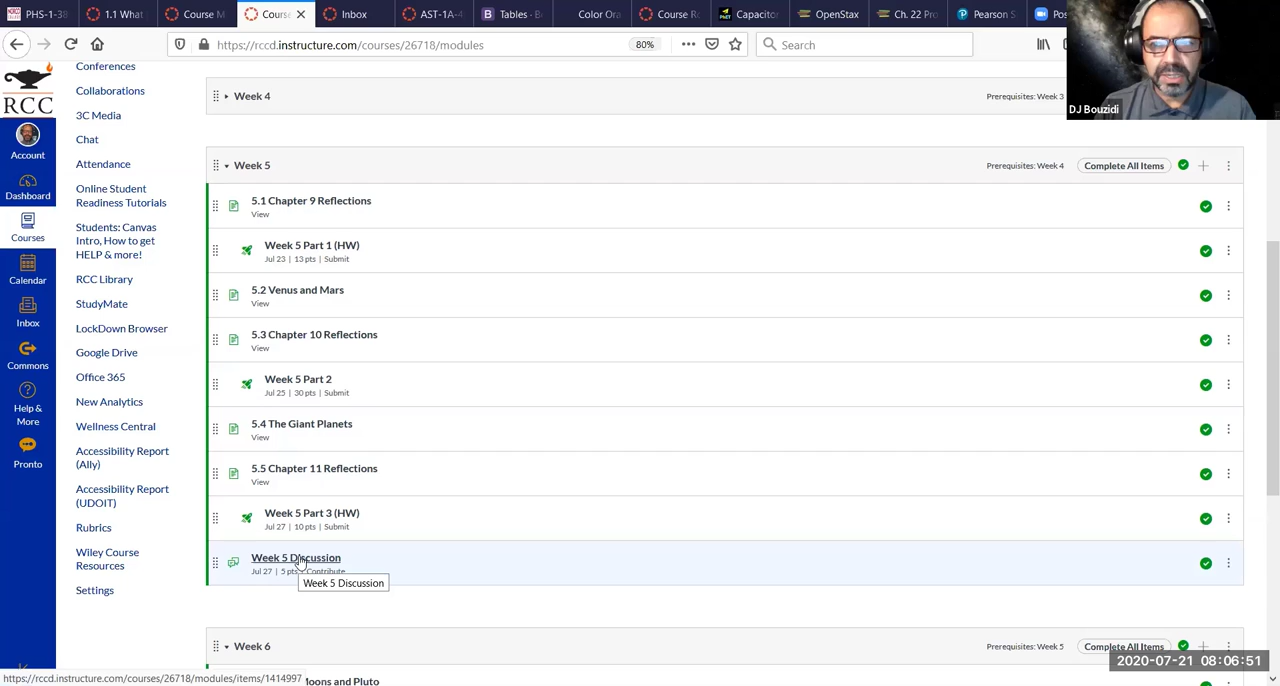 PHS-1-38
1.1 What
Course M
Course
Inbox
AST-1A-4
Tables · B
Color Ora
Course Ro
Capacitor
OpenStax
Ch. 22 Pro
Pearson S
Pos
https://rccd.instructure.com/courses/26718/modules
80%
Search
DJ Bouzidi
RCC
Account
Dashboard
Courses
Calendar
Inbox
Commons
Help &
More
Pronto
Conferences
Collaborations
3C Media
Chat
Attendance
Online Student
Readiness Tutorials
Students: Canvas
Intro, How to get
HELP & more!
RCC Library
StudyMate
LockDown Browser
Google Drive
Office 365
New Analytics
Wellness Central
Accessibility Report
(Ally)
Accessibility Report
(UDOIT)
Rubrics
Wiley Course
Resources
Settings
Week 4
Prerequisites: Week 3
Week 5
Prerequisites: Week 4
Complete All Items
5.1 Chapter 9 Reflections
View
Week 5 Part 1 (HW)
Jul 23 | 13 pts | Submit
5.2 Venus and Mars
View
5.3 Chapter 10 Reflections
View
Week 5 Part 2
Jul 25 | 30 pts | Submit
5.4 The Giant Planets
View
5.5 Chapter 11 Reflections
View
Week 5 Part 3 (HW)
Jul 27 | 10 pts | Submit
Week 5 Discussion
Jul 27 | 5 pts | Contribute
Week 5 Discussion
Week 6
Prerequisites: Week 5
Complete All Items
2020-07-21 08:06:51
Moons and Pluto
https://rccd.instructure.com/courses/26718/modules/items/1414997